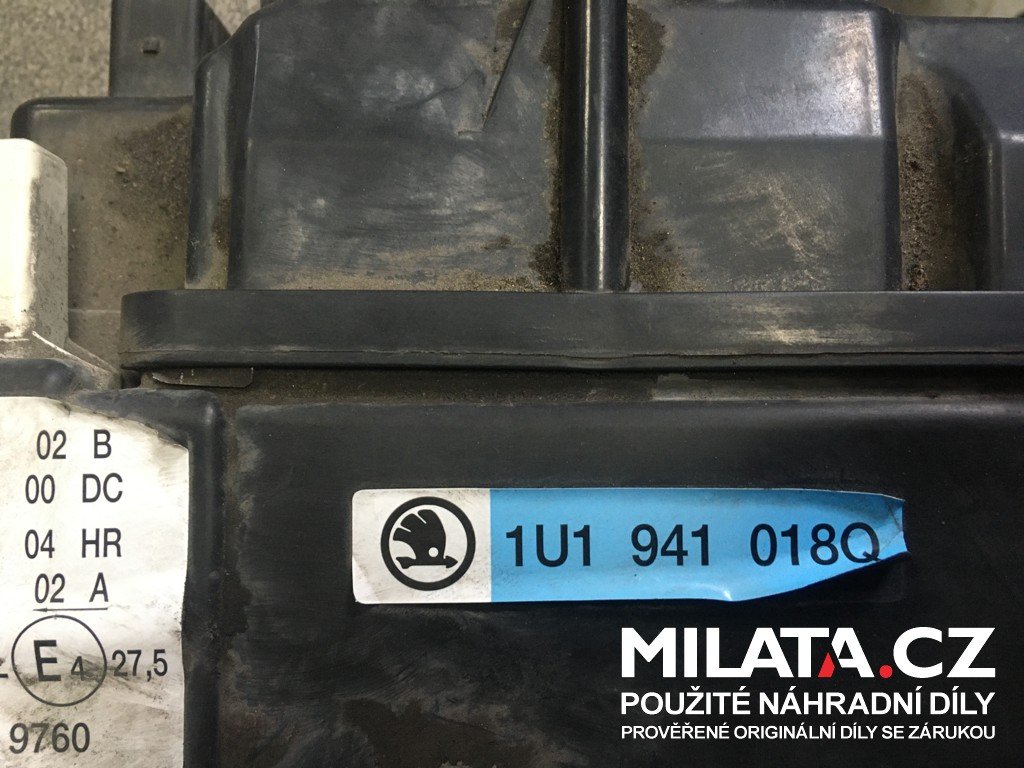 02 B
00 DC
04 HR
02 A
E 4 27,5
9760
1U1 941 018Q
MILATA.CZ
POUŽITÉ NÁHRADNÍ DÍLY
PROVĚŘENÉ ORIGINÁLNÍ DÍLY SE ZÁRUKOU